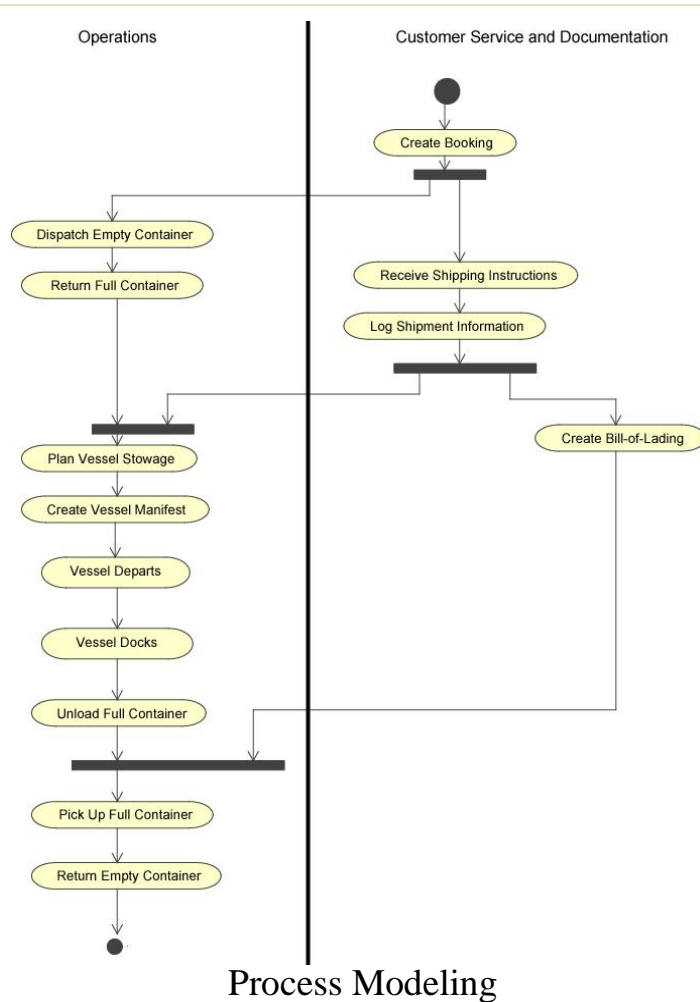 Operations
Customer Service and Documentation
Create Booking
Dispatch Empty Container
Return Full Container
Receive Shipping Instructions
Log Shipment Information
Create Bill-of-Lading
Plan Vessel Stowage
Create Vessel Manifest
Vessel Departs
Vessel Docks
Unload Full Container
Pick Up Full Container
Return Empty Container
Process Modeling